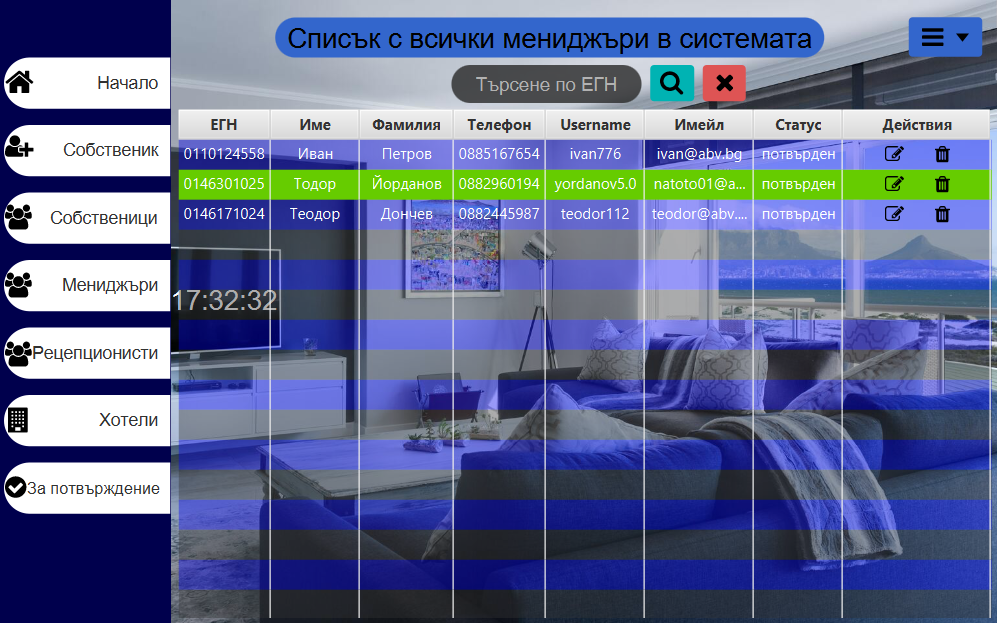 Списък с всички мениджъри в системата
Търсене по ЕГН
Начало
Собственик
Собственици
Мениджъри
Рецепционисти
Хотели
За потвърждение
17:32:32
ЕГН Име Фамилия Телефон Username Имейл Статус Действия
0110124558 Иван Петров 0885167654 ivan776 ivan@abv.bg потвърден
0146301025 Тодор Йорданов 0882960194 yordanov5.0 natoto01@a... потвърден
0146171024 Теодор Дончев 0882445987 teodor112 teodor@abv.... потвърден